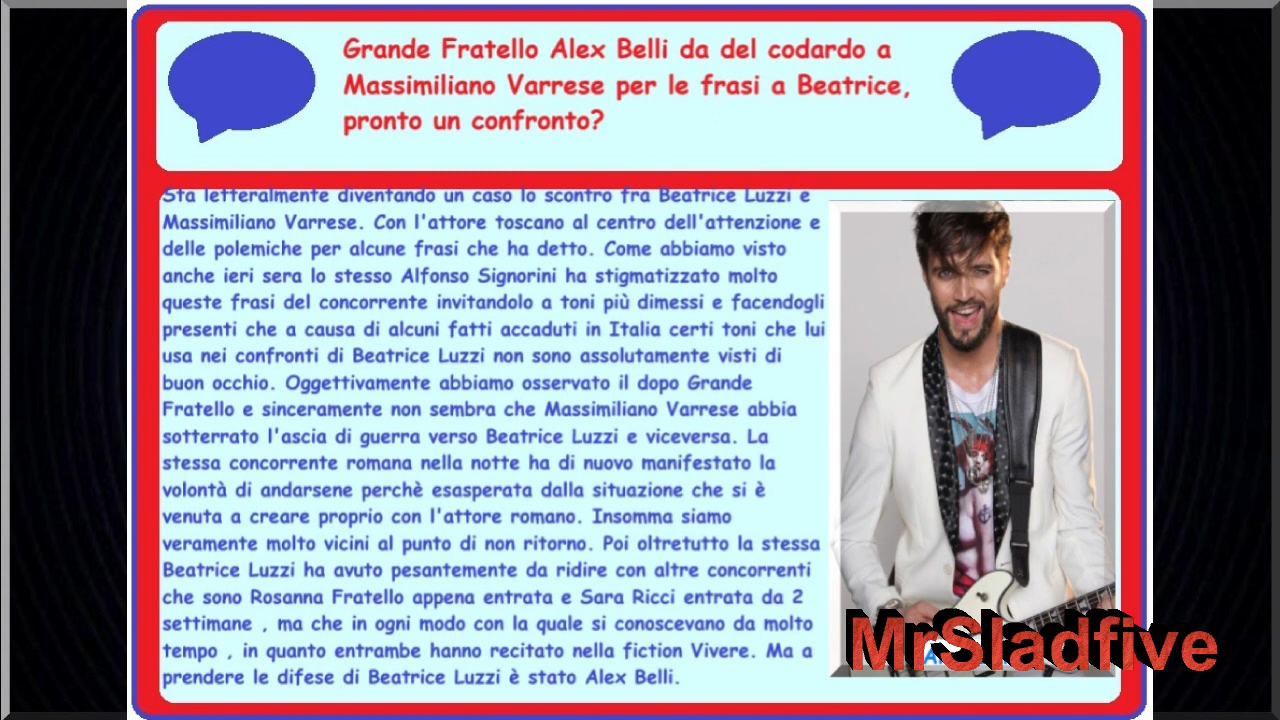 Grande Fratello Alex Belli da del codardo a
Massimiliano Varrese per le frasi a Beatrice,
pronto un confronto?
Sta letteralmente diventando un caso lo scontro fra Beatrice Luzzi e
Massimiliano Varrese. Con l'attore toscano al centro dell'attenzione e
delle polemiche per alcune frasi che ha detto. Come abbiamo visto
anche ieri sera lo stesso Alfonso Signorini ha stigmatizzato molto
queste frasi del concorrente invitandolo a toni più dimessi e facendogli
presenti che a causa di alcuni fatti accaduti in Italia certi toni che lui
usa nei confronti di Beatrice Luzzi non sono assolutamente visti di
buon occhio. Oggettivamente abbiamo osservato il dopo Grande
Fratello e sinceramente non sembra che Massimiliano Varrese abbia
sotterrato l'ascia di guerra verso Beatrice Luzzi e viceversa. La
stessa concorrente romana nella notte ha di nuovo manifestato la
volontà di andarsene perchè esasperata dalla situazione che si è
venuta a creare proprio con l'attore romano. Insomma siamo
veramente molto vicini al punto di non ritorno. Poi oltretutto la stessa
Beatrice Luzzi ha avuto pesantemente da ridire con altre concorrenti
che sono Rosanna Fratello appena entrata e Sara Ricci entrata da 2
settimane , ma che in ogni modo con la quale si conoscevano da molto
tempo , in quanto entrambe hanno recitato nella fiction Vivere. Ma a
prendere le difese di Beatrice Luzzi è stato Alex Belli.
MrSladfive